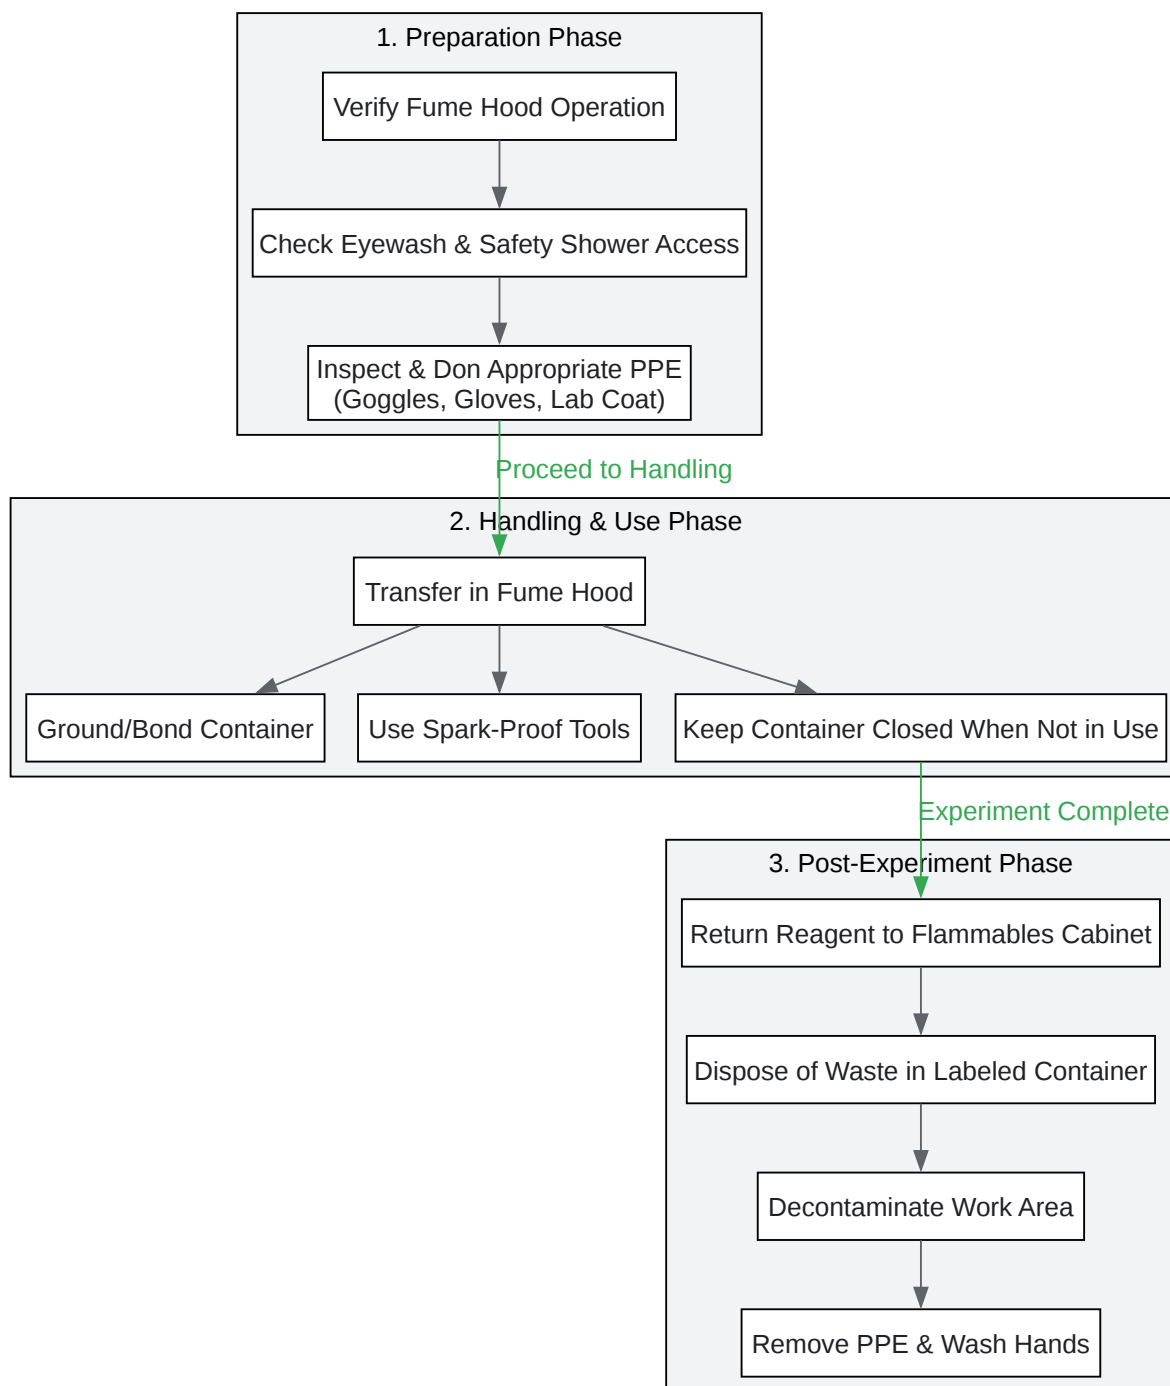 1. Preparation Phase
Verify Fume Hood Operation
Check Eyewash & Safety Shower Access
Inspect & Don Appropriate PPE
(Goggles, Gloves, Lab Coat)
Proceed to Handling
2. Handling & Use Phase
Transfer in Fume Hood
Ground/Bond Container
Use Spark-Proof Tools
Keep Container Closed When Not in Use
Experiment Complete
3. Post-Experiment Phase
Return Reagent to Flammables Cabinet
Dispose of Waste in Labeled Container
Decontaminate Work Area
Remove PPE & Wash Hands